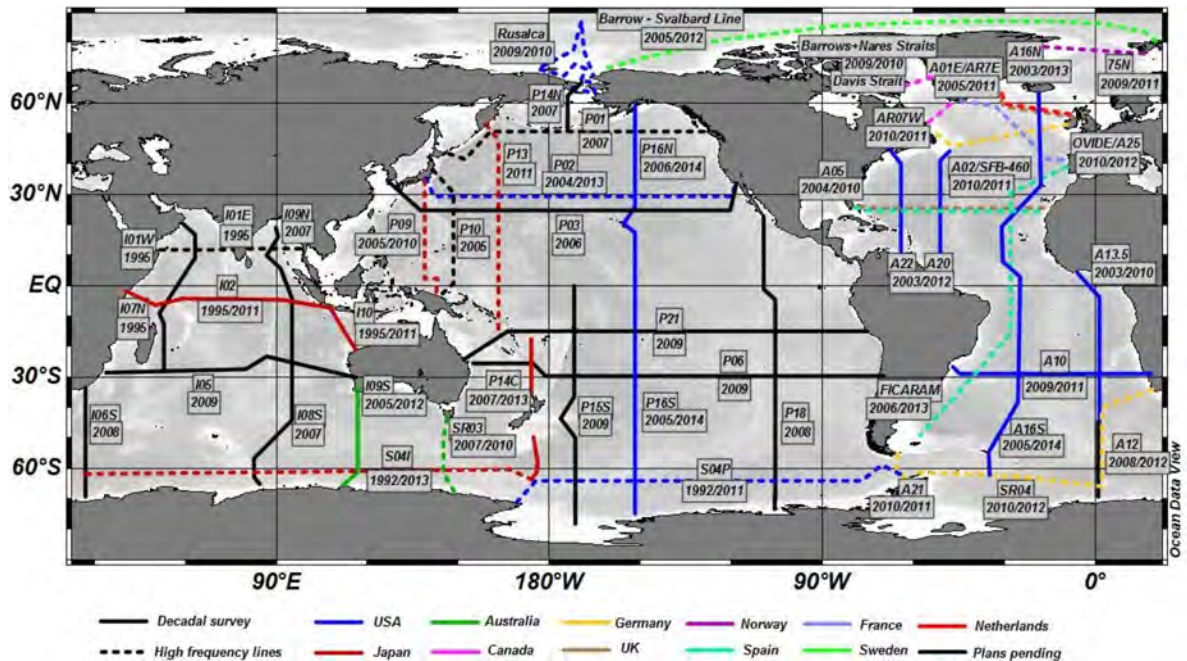 Barrow - Svalbard Line
2005/2012
Rusalca
2009/2010
Barrows+Nares Straits
2009/2010
Davis Strait
A01E/AR7E
2005/2011
A16N
2003/2013
75N
2009/2011
60°N
P14N
2007
P01
2007
AR07W
2010/2011
OVIDE/A25
2010/2012
P13
2011
P02
2004/2013
P16N
2006/2014
A05
2004/2010
A02/SFB-460
2010/2011
30°N
I01E
1995
I09N
2007
I01W
1995
P09
2005/2010
P10
2005
P03
2006
A22
A20
2003/2012
A13.5
2003/2010
EQ
I02
1995/2011
I07N
1995
I10
1995/2011
P21
2009
30°S
I05
2009
I09S
2005/2012
P14C
2007/2013
P06
2009
A10
2009/2011
FICARAM
2006/2013
I06S
2008
I08S
2007
SR03
2007/2010
P15S
2009
P16S
2005/2014
P18
2008
A16S
2005/2014
A12
2008/2012
60°S
S04I
1992/2013
S04P
1992/2011
A21
2010/2011
SR04
2010/2012
Ocean Data View
90°E
180°W
90°W
0°
Decadal survey
USA
Australia
Germany
Norway
France
Netherlands
High frequency lines
Japan
Canada
UK
Spain
Sweden
Plans pending